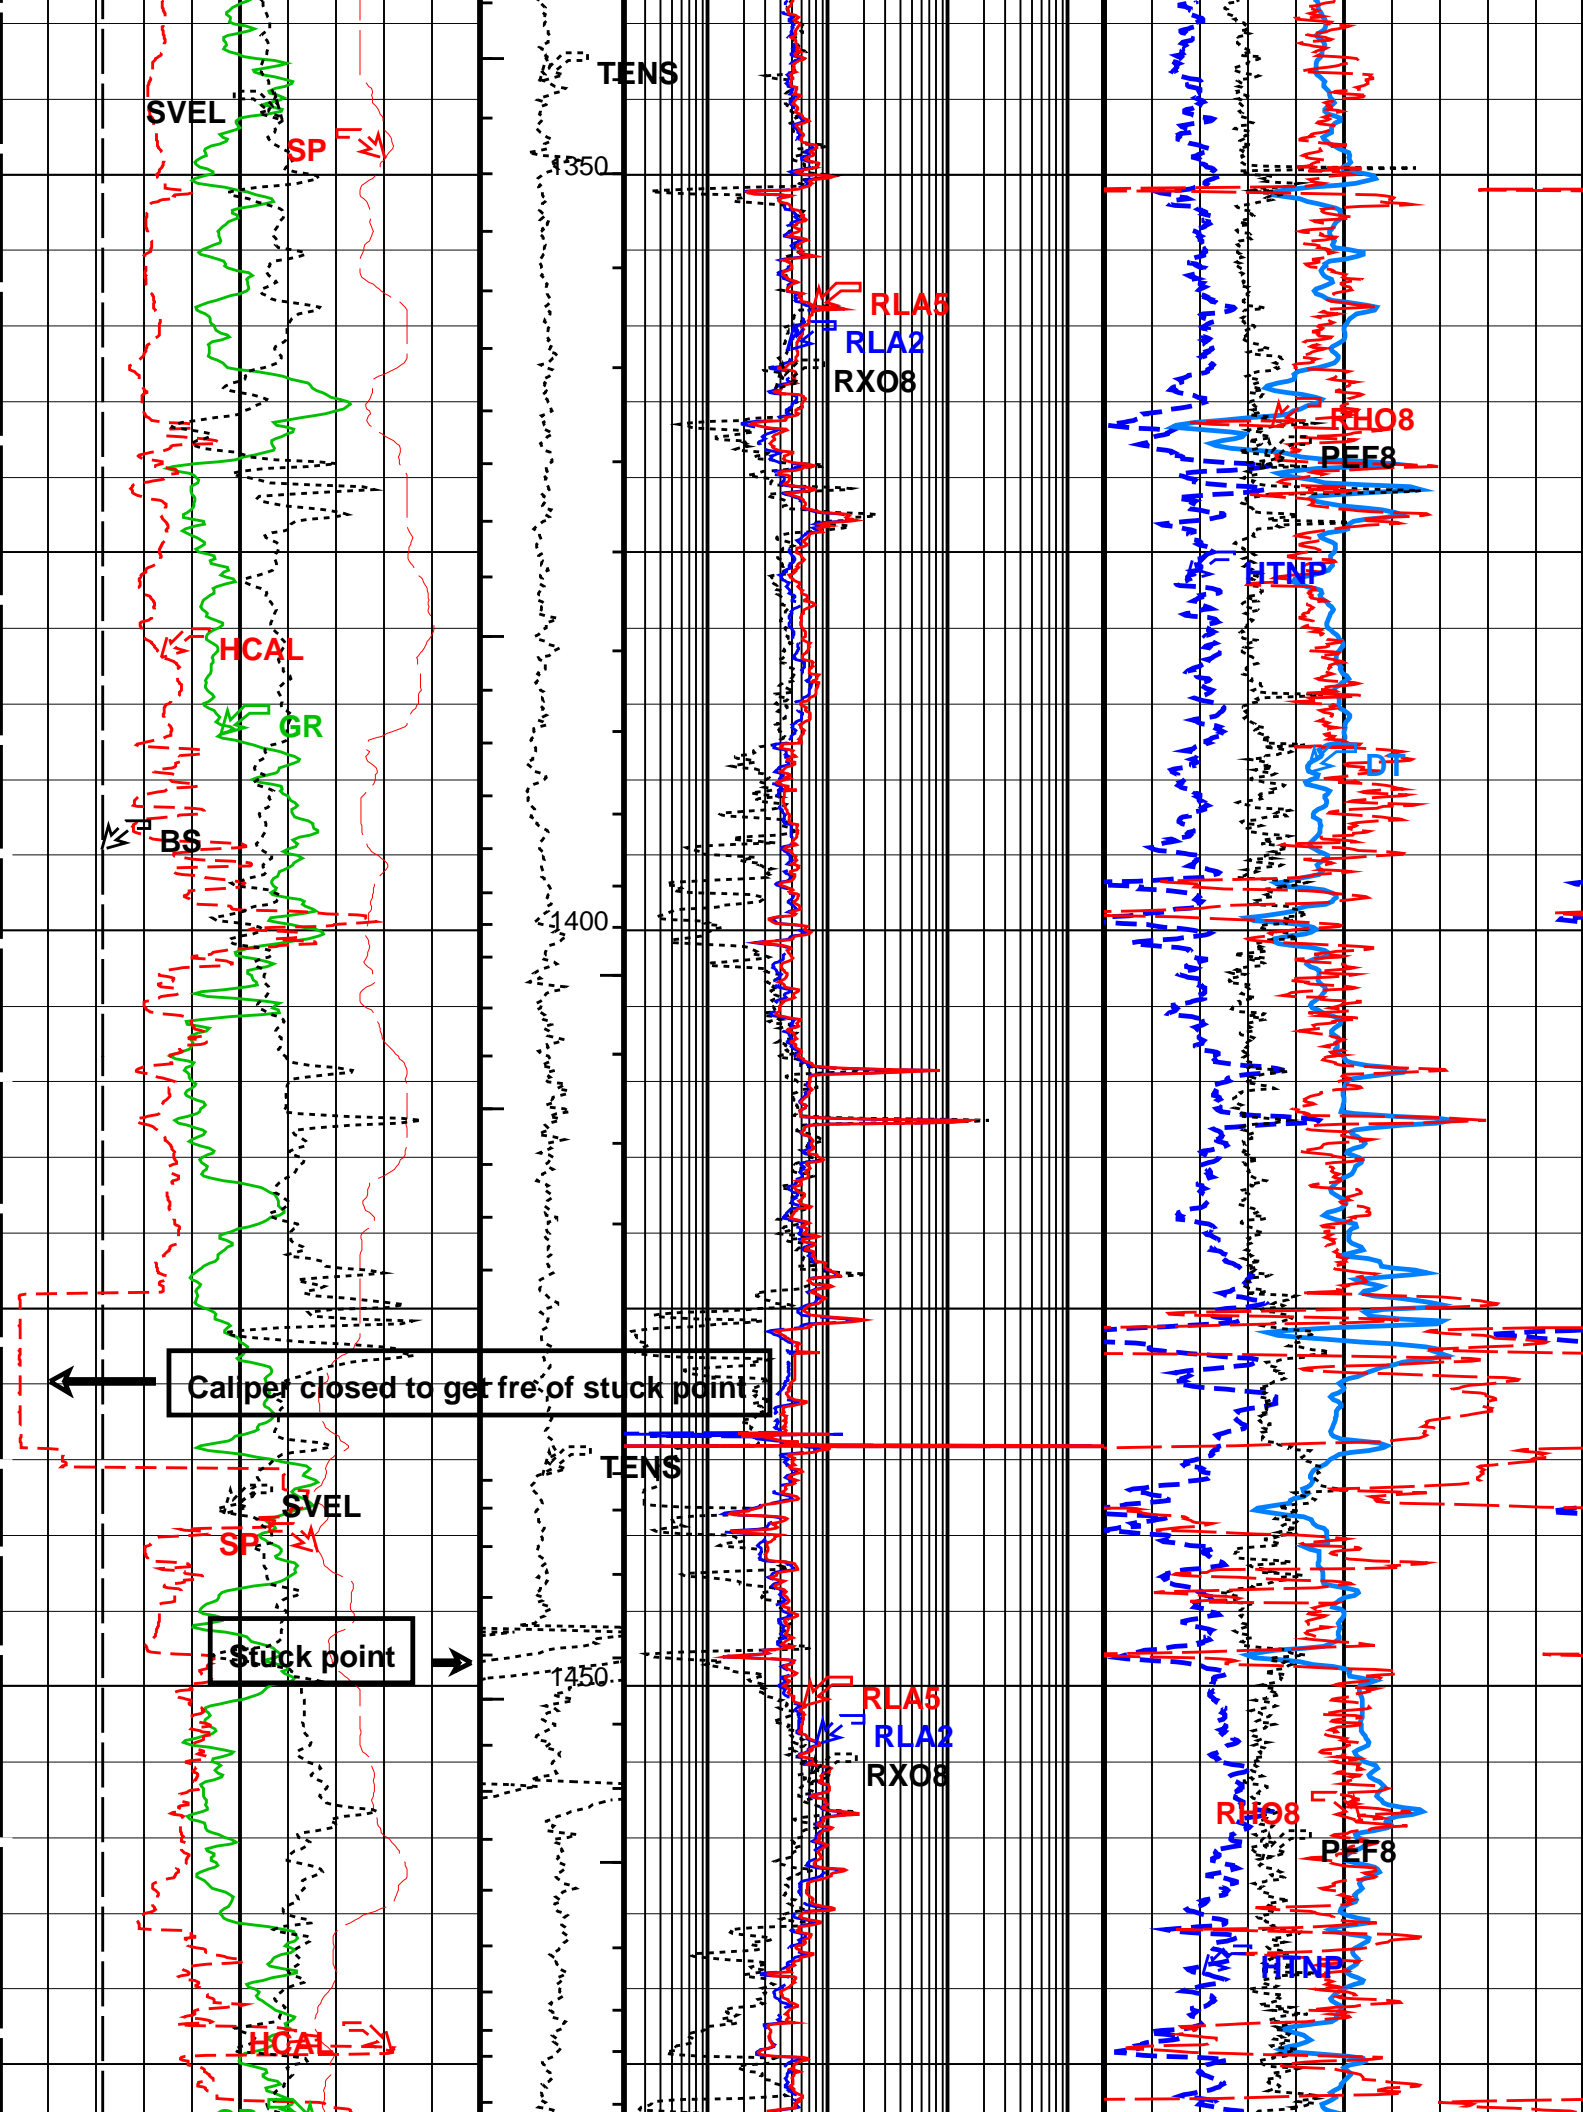 TENS
SVEL
SP
1350
RLA5
RLA2
RXO8
RHO8
PEF8
HTNP
HCAL
GR
DT
BS
1400
Caliper closed to get fre of stuck point
TENS
SVEL
SP
Stuck point
1450
RLA5
RLA2
RXO8
RHO8
PEF8
HTNP
HCAL